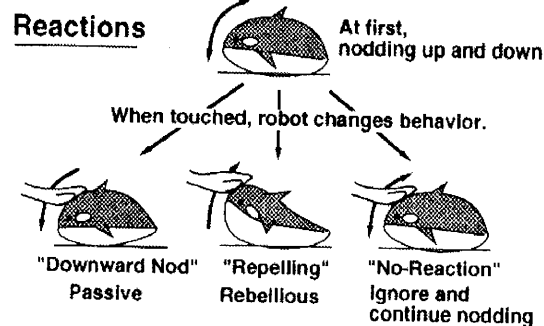 Reactions
At first,
nodding up and down
When touched, robot changes behavior.
"Downward Nod"
Passive
"Repelling"
Rebellious
"No-Reaction"
Ignore and
continue nodding